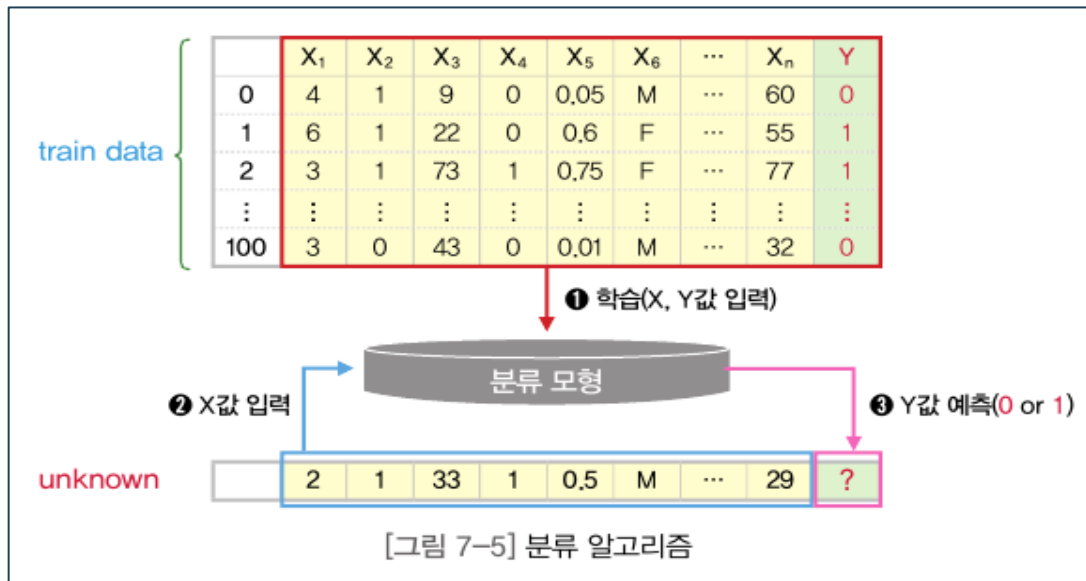 X₁ X₂ X₃ X₄ X₅ X₆ ⋯ Xₙ Y
0 4 1 9 0 0.05 M ⋯ 60 0
1 6 1 22 0 0.6 F ⋯ 55 1
train data
2 3 1 73 1 0.75 F ⋯ 77 1
⋮ ⋮ ⋮ ⋮ ⋮ ⋮ ⋮ ⋮ ⋮ ⋮
100 3 0 43 0 0.01 M ⋯ 32 0
❶ 학습(X, Y값 입력)
분류 모형
❷ X값 입력
❸ Y값 예측(0 or 1)
unknown 2 1 33 1 0.5 M ⋯ 29 ?
[그림 7-5] 분류 알고리즘